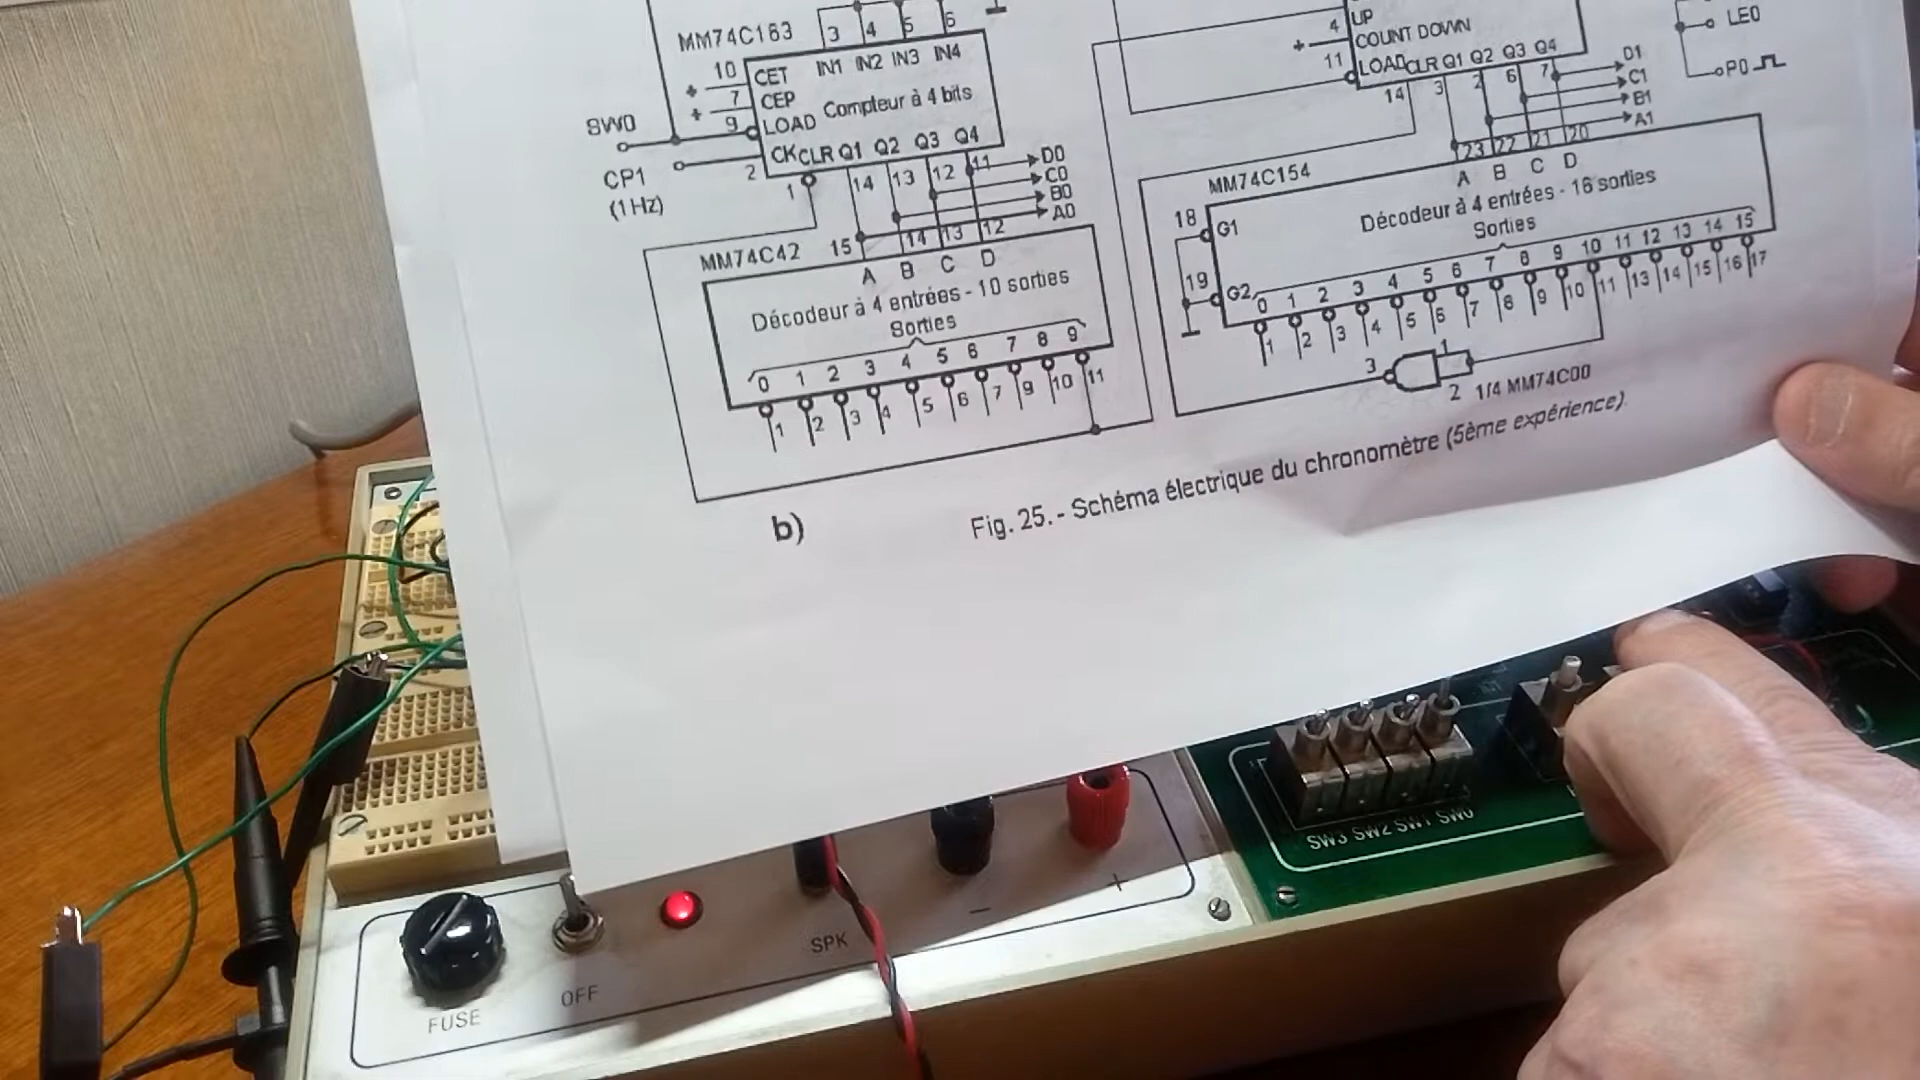 MM74C163
3 4 5 6
10 CET IN1 IN2 IN3 IN4
+ 7 CEP
+ 9 LOAD Compteur à 4 bits
SW0
CK CLR Q1 Q2 Q3 Q4
CP1 2
(1Hz) 1
14 13 12 11
D0
C0
B0
A0
MM74C42 15 14 13 12
A B C D
Décodeur à 4 entrées - 10 sorties
Sorties
0 1 2 3 4 5 6 7 8 9
1 2 3 4 5 6 7 9 10 11
b)
4 UP
+ COUNT DOWN
11 LOAD CLR Q1 Q2 Q3 Q4
14 3 2 6 7
LE0
P0
D1
C1
B1
A1
MM74C154
23 22 21 20
A B C D
18 G1
Décodeur à 4 entrées - 16 sorties
Sorties
19 G2
0 1 2 3 4 5 6 7 8 9 10 11 12 13 14 15
1 2 3 4 5 6 7 8 9 10 11 13 14 15 16 17
3 1
2 1/4 MM74C00
Fig. 25. - Schéma électrique du chronomètre (5ème expérience).
SW3 SW2 SW1 SW0
+
−
SPK
OFF
FUSE